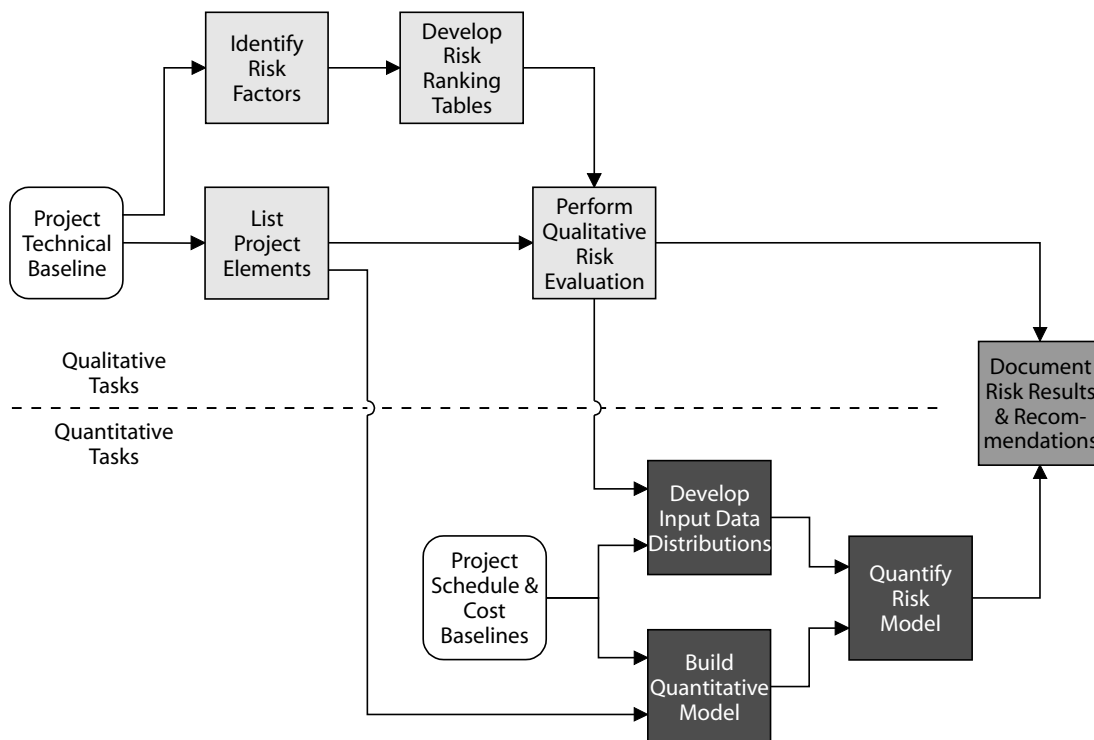 Identify
Risk
Factors
Develop
Risk
Ranking
Tables
Project
Technical
Baseline
List
Project
Elements
Perform
Qualitative
Risk
Evaluation
Qualitative
Tasks
Document
Risk Results
& Recom-
mendations
Quantitative
Tasks
Develop
Input Data
Distributions
Project
Schedule &
Cost
Baselines
Quantify
Risk
Model
Build
Quantitative
Model